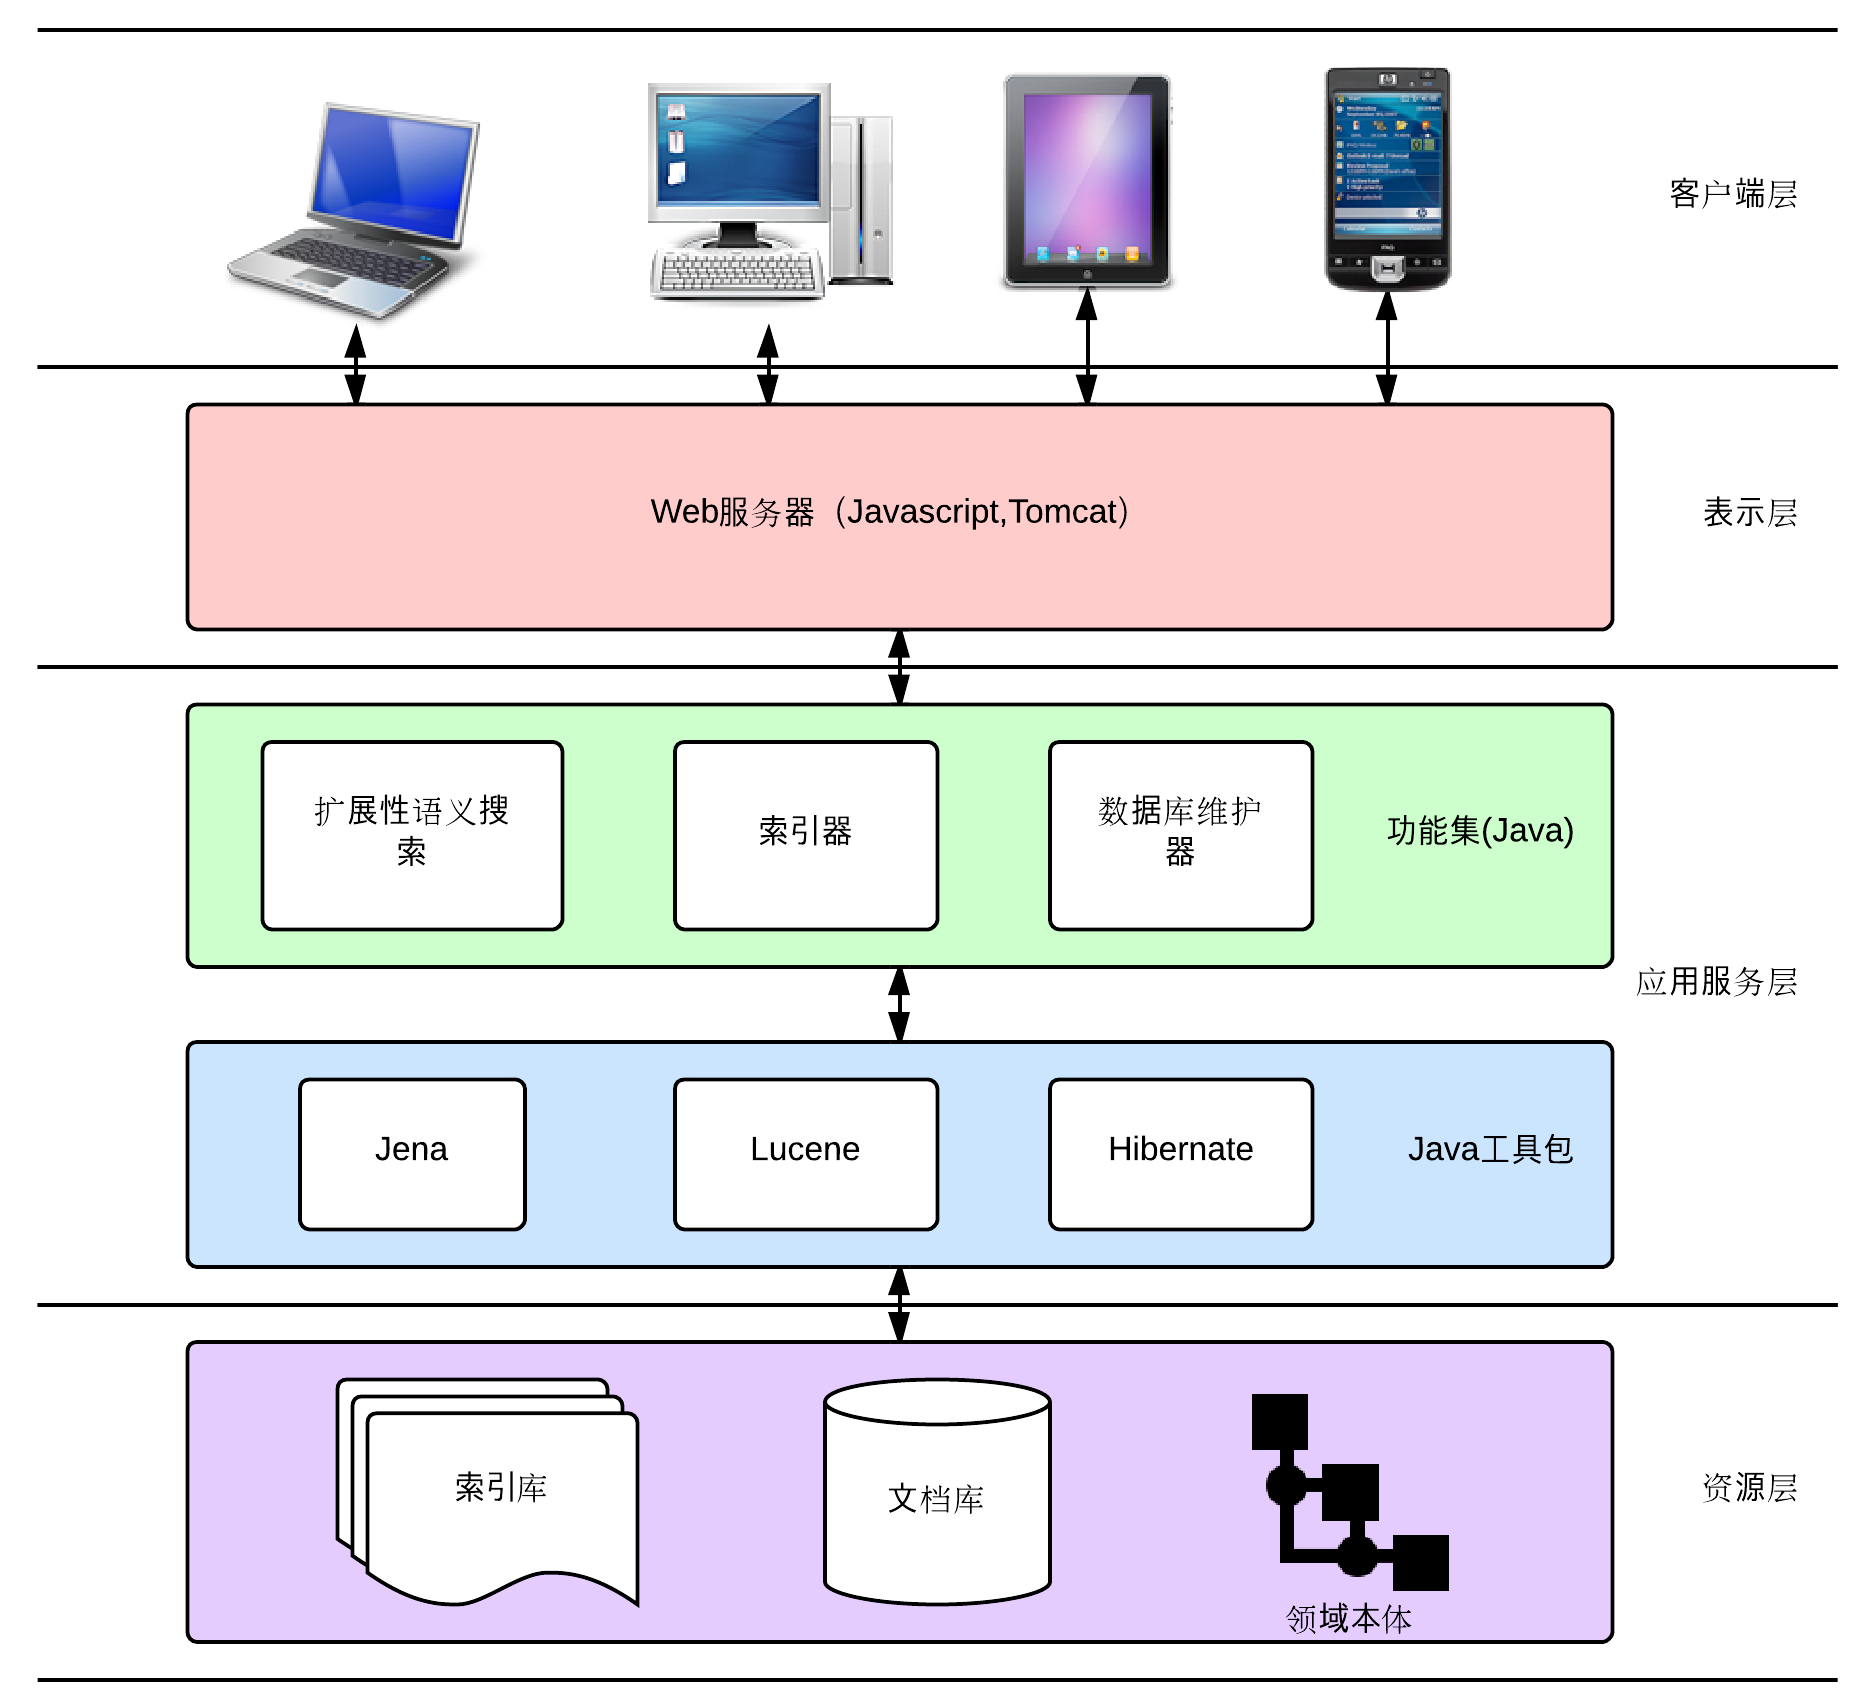 客户端层
Web服务器（Javascript,Tomcat）
表示层
扩展性语义搜
索
索引器
数据库维护
器
功能集(Java)
应用服务层
Jena
Lucene
Hibernate
Java工具包
索引库
文档库
领域本体
资源层